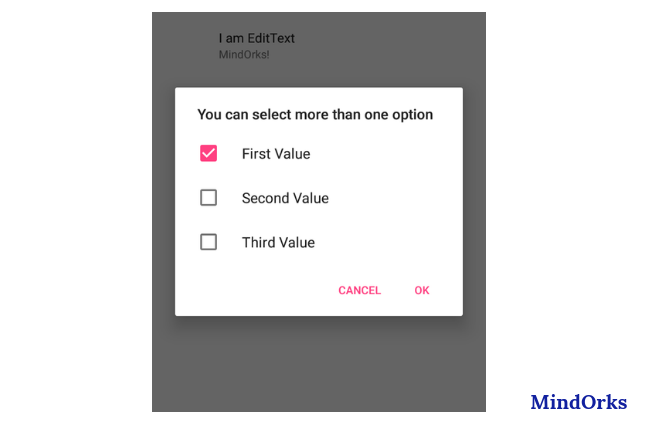 I am EditText
MindOrks!
You can select more than one option
First Value
Second Value
Third Value
CANCEL OK
MindOrks